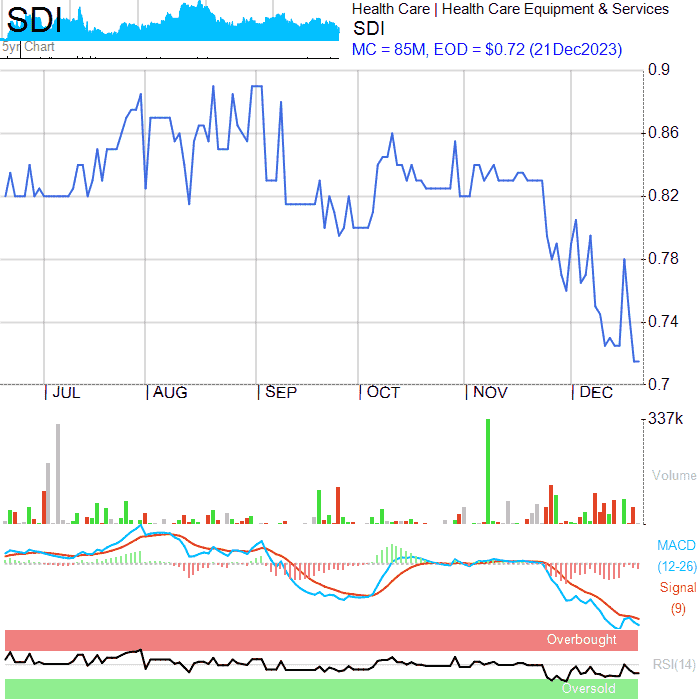 SDI
5yr Chart
Health Care | Health Care Equipment & Services
SDI
MC = 85M, EOD = $0.72 (21Dec2023)
0.9
0.86
0.82
0.78
0.74
0.7
JUL
AUG
SEP
OCT
NOV
DEC
337k
Volume
MACD
(12-26)
Signal
(9)
Overbought
RSI(14)
Oversold